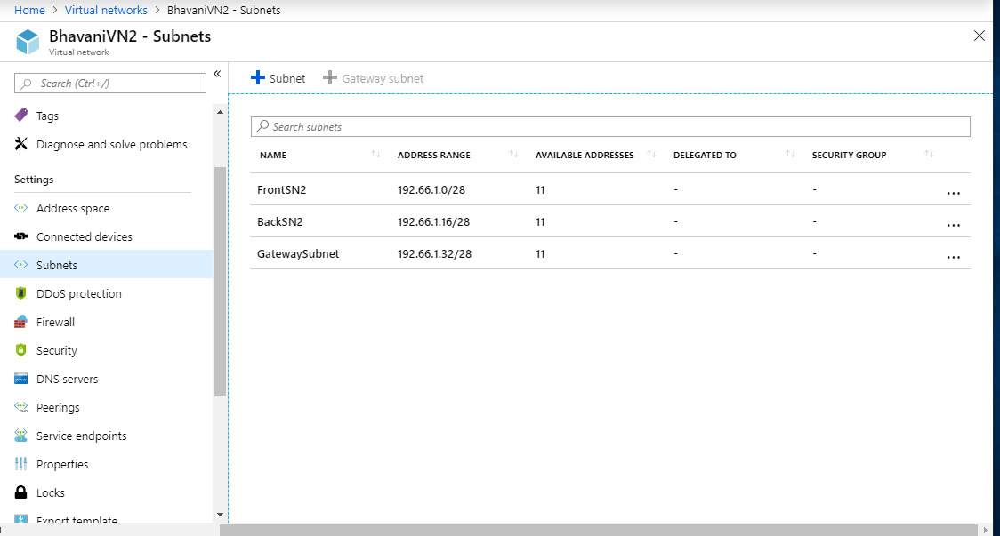 Home > Virtual networks > BhavaniVN2 - Subnets
BhavaniVN2 - Subnets
Virtual network
Search (Ctrl+/)
Tags
Diagnose and solve problems
Settings
Address space
Connected devices
Subnets
DDoS protection
Firewall
Security
DNS servers
Peerings
Service endpoints
Properties
Locks
Export template
+ Subnet + Gateway subnet
Search subnets
NAME ADDRESS RANGE AVAILABLE ADDRESSES DELEGATED TO SECURITY GROUP
FrontSN2 192.66.1.0/28 11 - - ...
BackSN2 192.66.1.16/28 11 - - ...
GatewaySubnet 192.66.1.32/28 11 - - ...